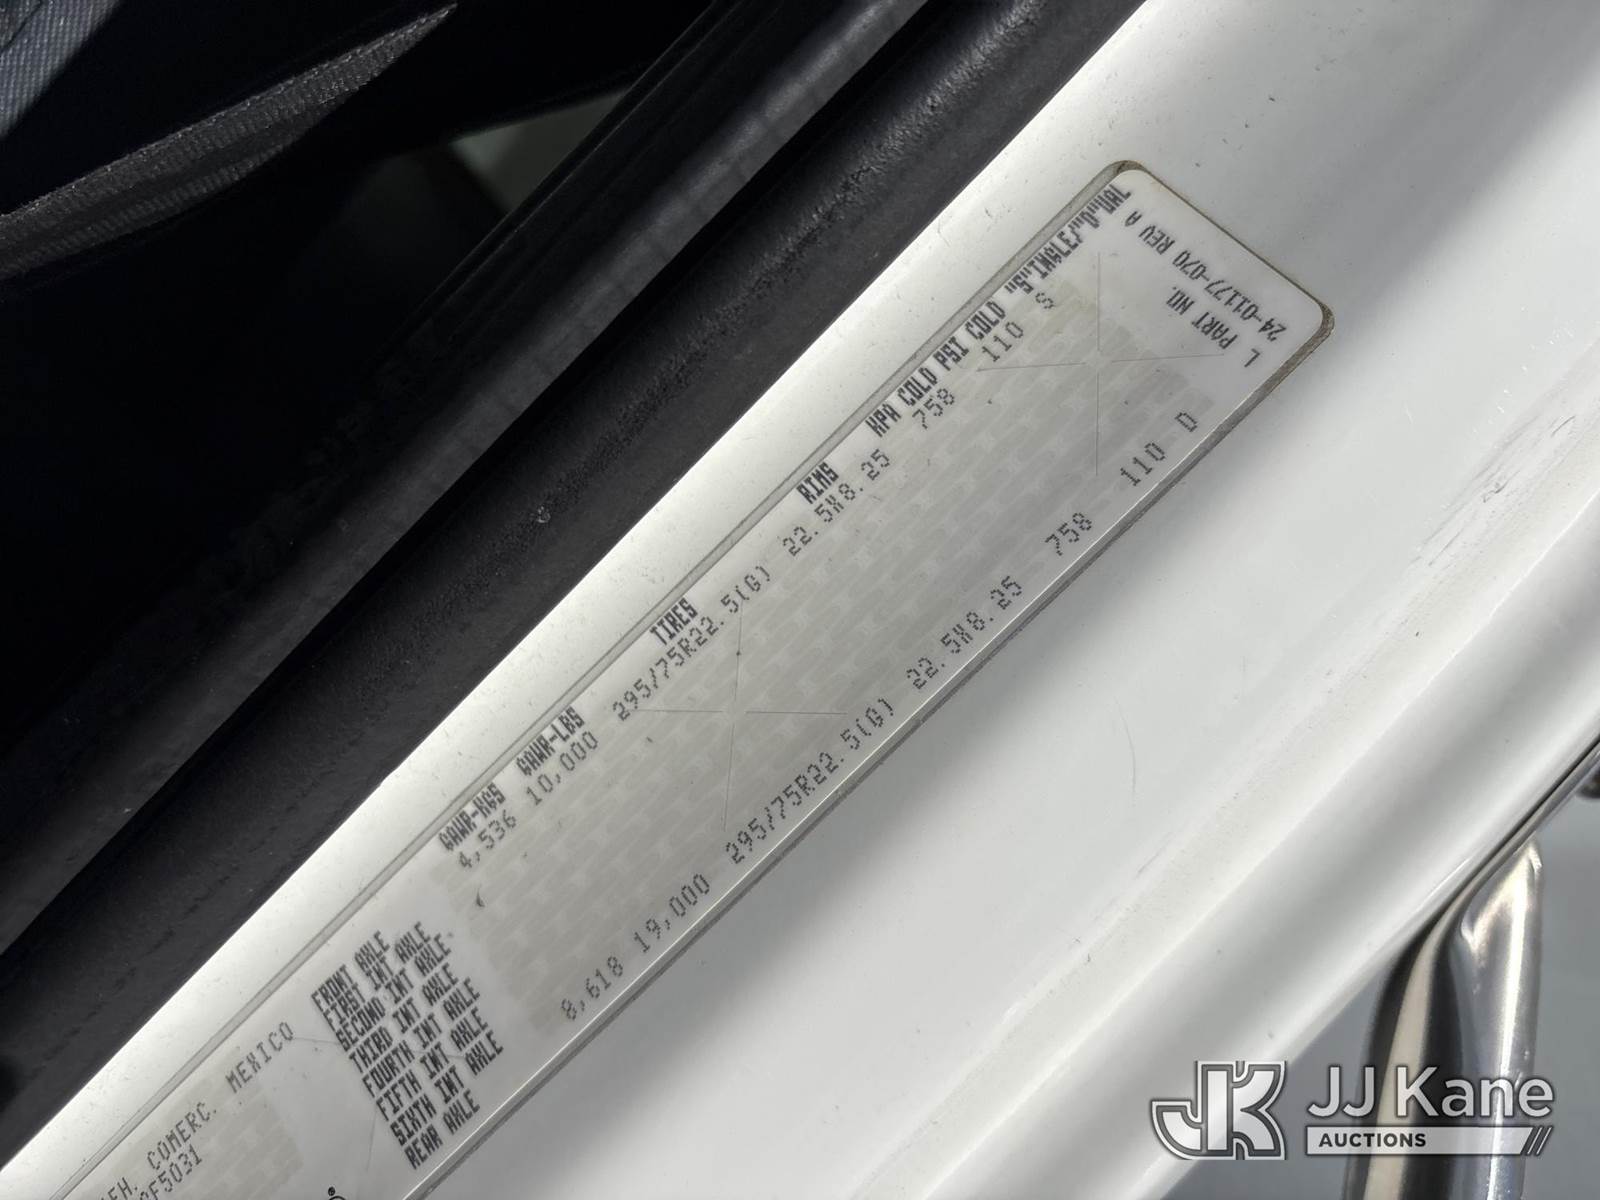 GAWR-KGS GAWR-LBS TIRES RIMS KPA COLD PSI COLD "S"INGLE/"D"UAL
FRONT AXLE 4,536 10,000 295/75R22.5(G) 22.5X8.25 758 110 S
FIRST INT AXLE
SECOND INT AXLE
THIRD INT AXLE
FOURTH INT AXLE
FIFTH INT AXLE
SIXTH INT AXLE
REAR AXLE 8,618 19,000 295/75R22.5(G) 22.5X8.25 758 110 D
COMERC. MEXICO
F5031
L PART NO.
24-01177-070 REV A
JJ Kane
AUCTIONS